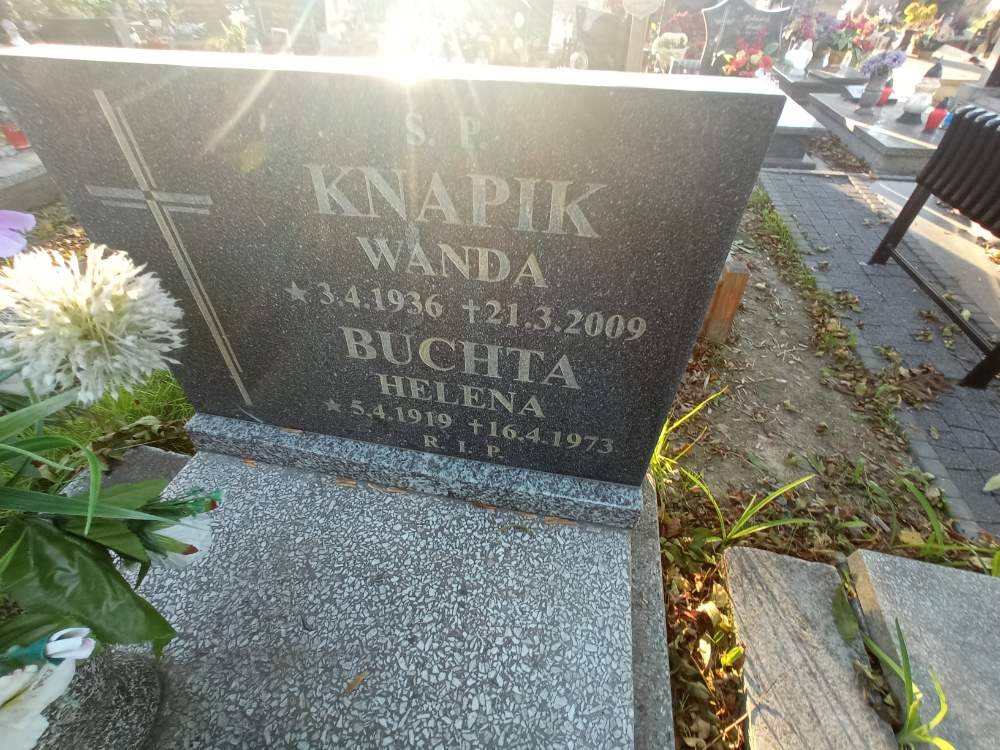 S. P.
KNAPIK
WANDA
★ 3.4.1936 †21.3.2009
BUCHTA
HELENA
★ 5.4.1919 †16.4.1973
R. I. P.